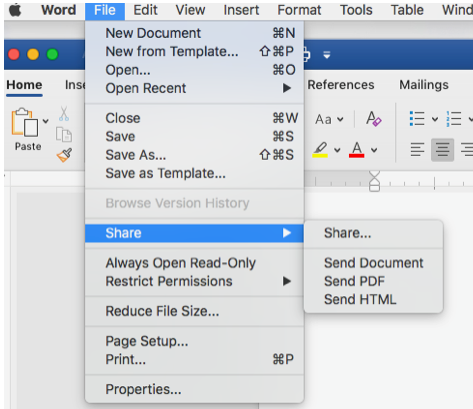 Word File Edit View Insert Format Tools Table
New Document ⌘N
New from Template... ⇧⌘P
Open... ⌘O
Open Recent ▶
Home
References Mailings
Close ⌘W
Save ⌘S
Save As... ⇧⌘S
Save as Template...
Paste
Aa
A
Browse Version History
Share ▶
Share...
Send Document
Send PDF
Send HTML
Always Open Read-Only
Restrict Permissions ▶
Reduce File Size...
Page Setup...
Print... ⌘P
Properties...